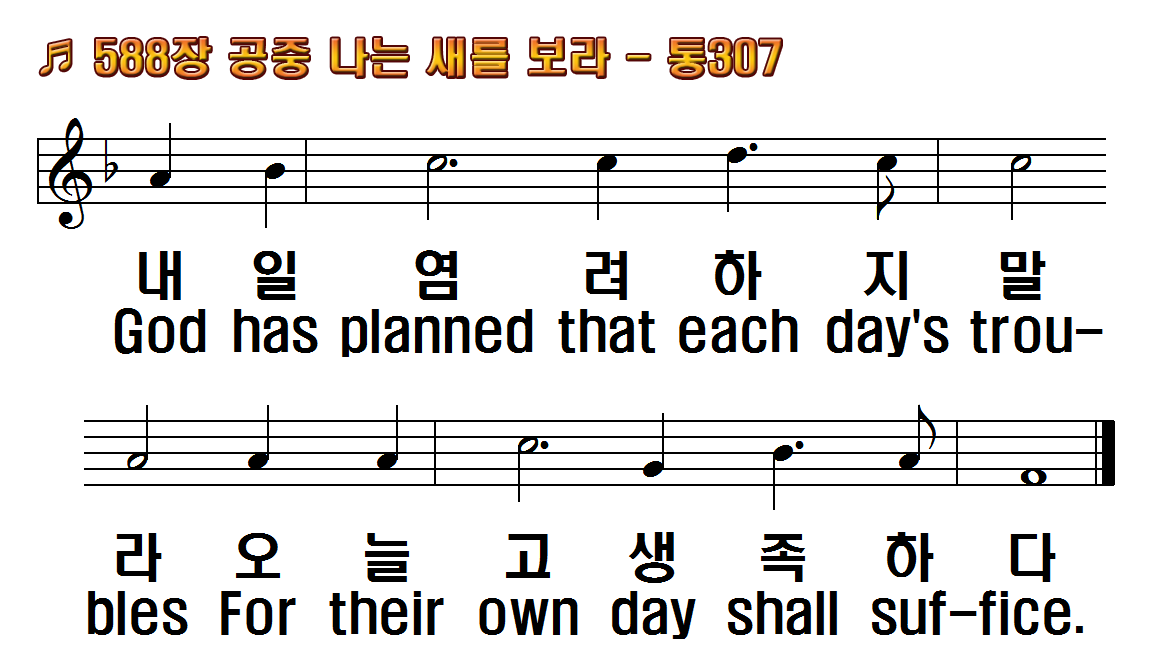 ♬ 588장 공중 나는 새를 보라 - 통307
내 일 염 려 하 지 말
God has planned that each day's trou-
라 오 늘 고 생 족 하 다
bles For their own day shall suf-fice.